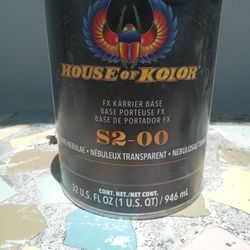 HOUSE OF KOLOR®
FX KARRIER BASE
BASE PORTEUSE FX
BASE DE PORTADOR FX
S2-00
NEBULAE • NÉBULEUX TRANSPARENT •
CONT. NET./NET CONT.
32 U.S. FL OZ (1 U.S. QT) / 946 mL